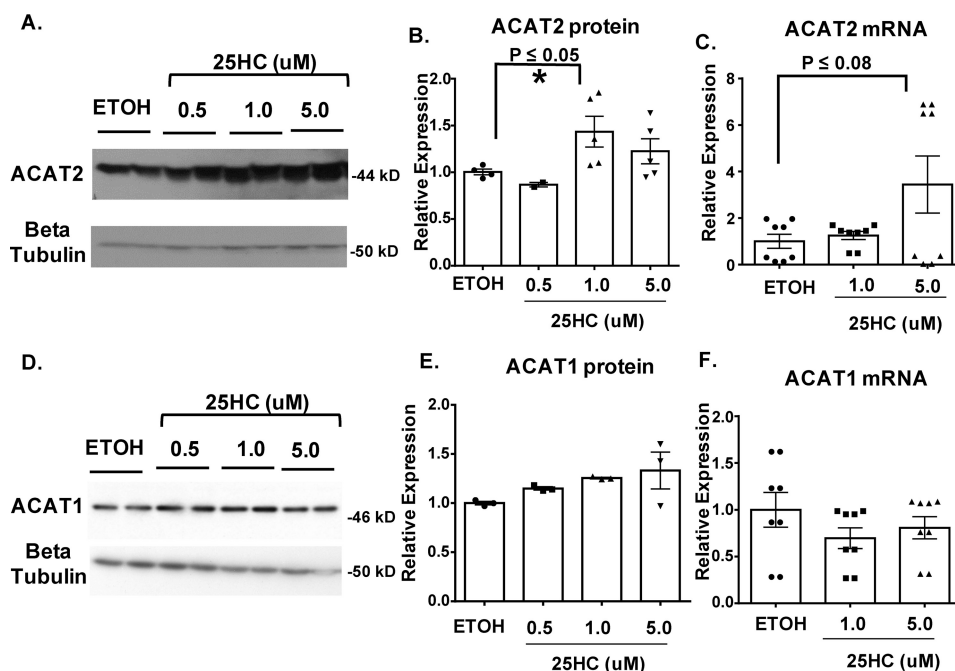 A.
25HC (uM)
ETOH 0.5 1.0 5.0
ACAT2
-44 kD
Beta
Tubulin
-50 kD
B.
ACAT2 protein
P ≤ 0.05
*
Relative Expression
2.0
1.5
1.0
0.5
0.0
ETOH 0.5 1.0 5.0
25HC (uM)
C.
ACAT2 mRNA
P ≤ 0.08
Relative Expression
8
6
4
2
0
ETOH 1.0 5.0
25HC (uM)
D.
25HC (uM)
ETOH 0.5 1.0 5.0
ACAT1
-46 kD
Beta
Tubulin
-50 kD
E.
ACAT1 protein
Relative Expression
2.0
1.5
1.0
0.5
0.0
ETOH 0.5 1.0 5.0
25HC (uM)
F.
ACAT1 mRNA
Relative Expression
2.0
1.5
1.0
0.5
0.0
ETOH 1.0 5.0
25HC (uM)